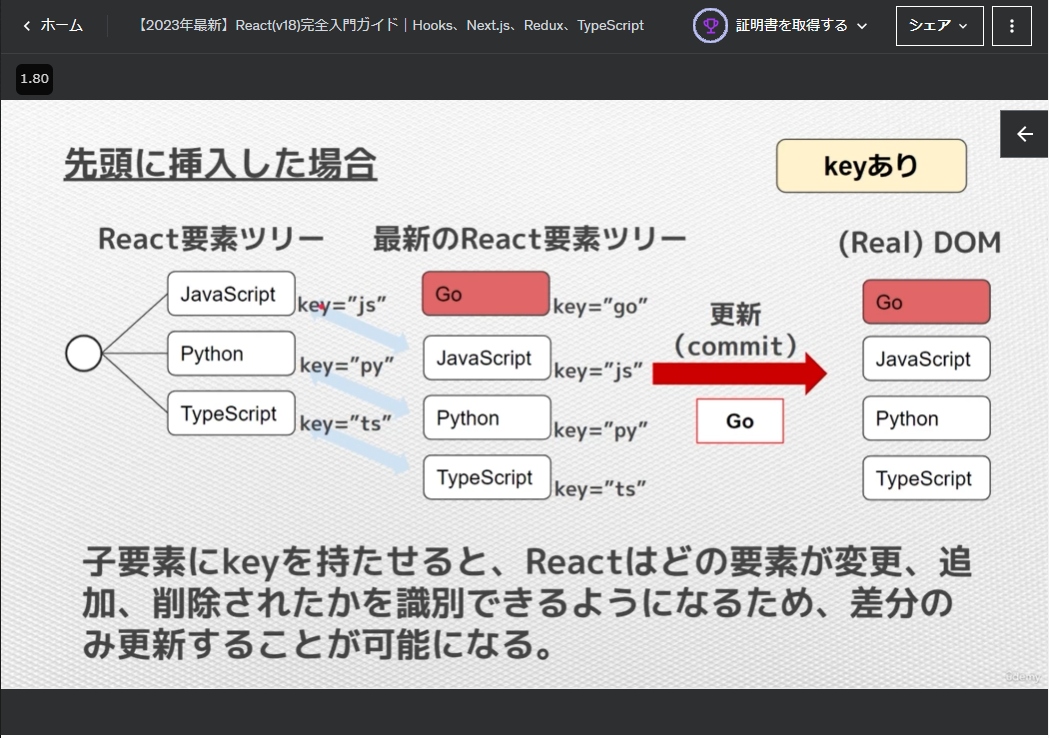 ホーム
【2023年最新】React(v18)完全入門ガイド｜Hooks、Next.js、Redux、TypeScript
証明書を取得する
シェア
1.80
先頭に挿入した場合
keyあり
React要素ツリー
最新のReact要素ツリー
(Real) DOM
JavaScript
key="js"
Python
key="py"
TypeScript
key="ts"
Go
key="go"
JavaScript
key="js"
Python
key="py"
TypeScript
key="ts"
更新
(commit)
Go
Go
JavaScript
Python
TypeScript
子要素にkeyを持たせると、Reactはどの要素が変更、追
加、削除されたかを識別できるようになるため、差分の
み更新することが可能になる。
ûdemy